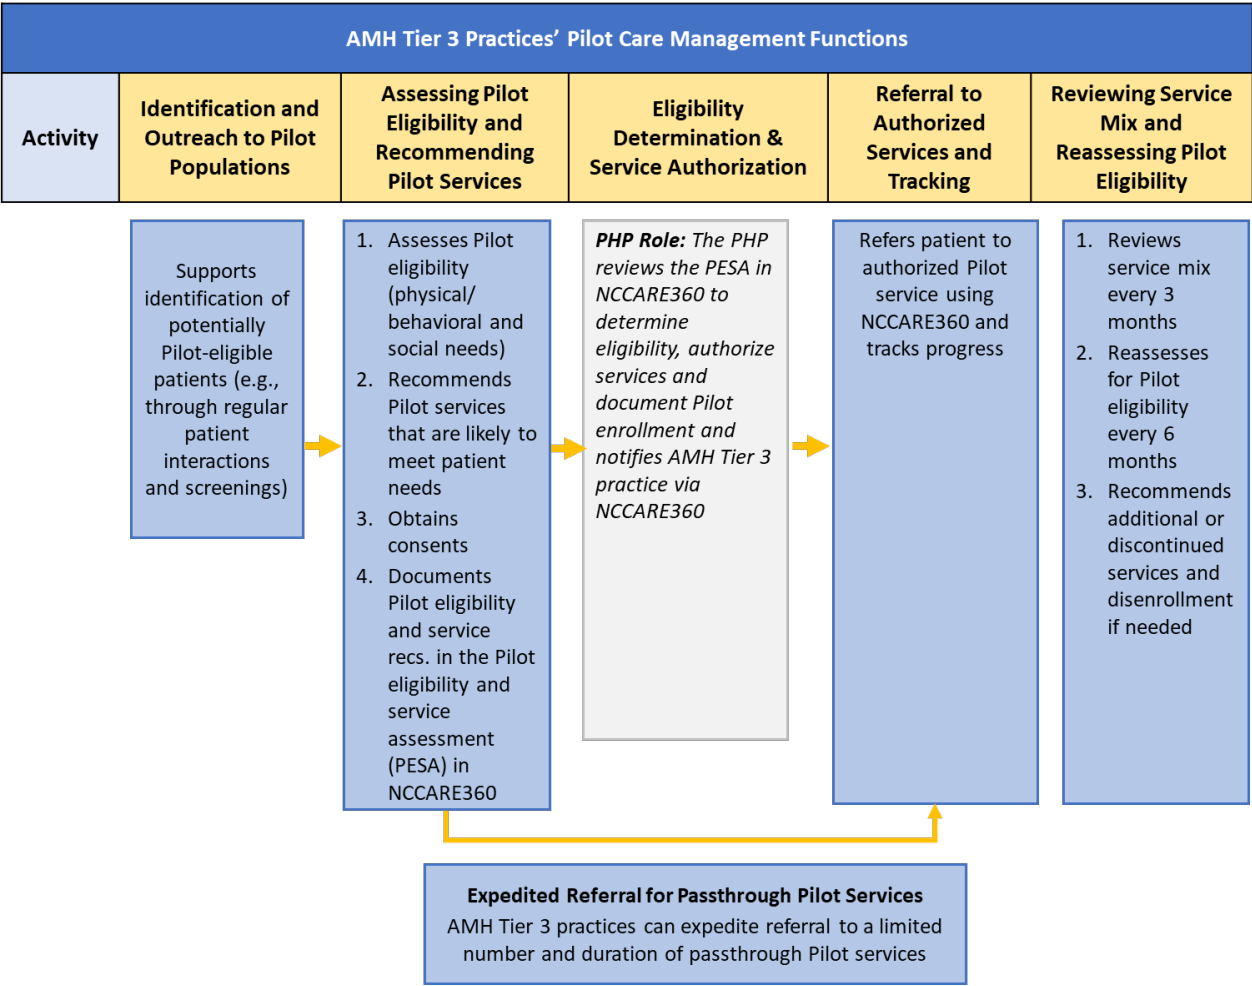 AMH Tier 3 Practices’ Pilot Care Management Functions
Activity
Identification and
Outreach to Pilot
Populations
Assessing Pilot
Eligibility and
Recommending
Pilot Services
Eligibility
Determination &
Service Authorization
Referral to
Authorized
Services and
Tracking
Reviewing Service
Mix and
Reassessing Pilot
Eligibility
Supports
identification of
potentially
Pilot-eligible
patients (e.g.,
through regular
patient
interactions
and screenings)
1. Assesses Pilot
eligibility
(physical/
behavioral and
social needs)
2. Recommends
Pilot services
that are likely to
meet patient
needs
3. Obtains
consents
4. Documents
Pilot eligibility
and service
recs. in the Pilot
eligibility and
service
assessment
(PESA) in
NCCARE360
PHP Role: The PHP
reviews the PESA in
NCCARE360 to
determine
eligibility, authorize
services and
document Pilot
enrollment and
notifies AMH Tier 3
practice via
NCCARE360
Refers patient to
authorized Pilot
service using
NCCARE360 and
tracks progress
1. Reviews
service mix
every 3
months
2. Reassesses
for Pilot
eligibility
every 6
months
3. Recommends
additional or
discontinued
services and
disenrollment
if needed
Expedited Referral for Passthrough Pilot Services
AMH Tier 3 practices can expedite referral to a limited
number and duration of passthrough Pilot services